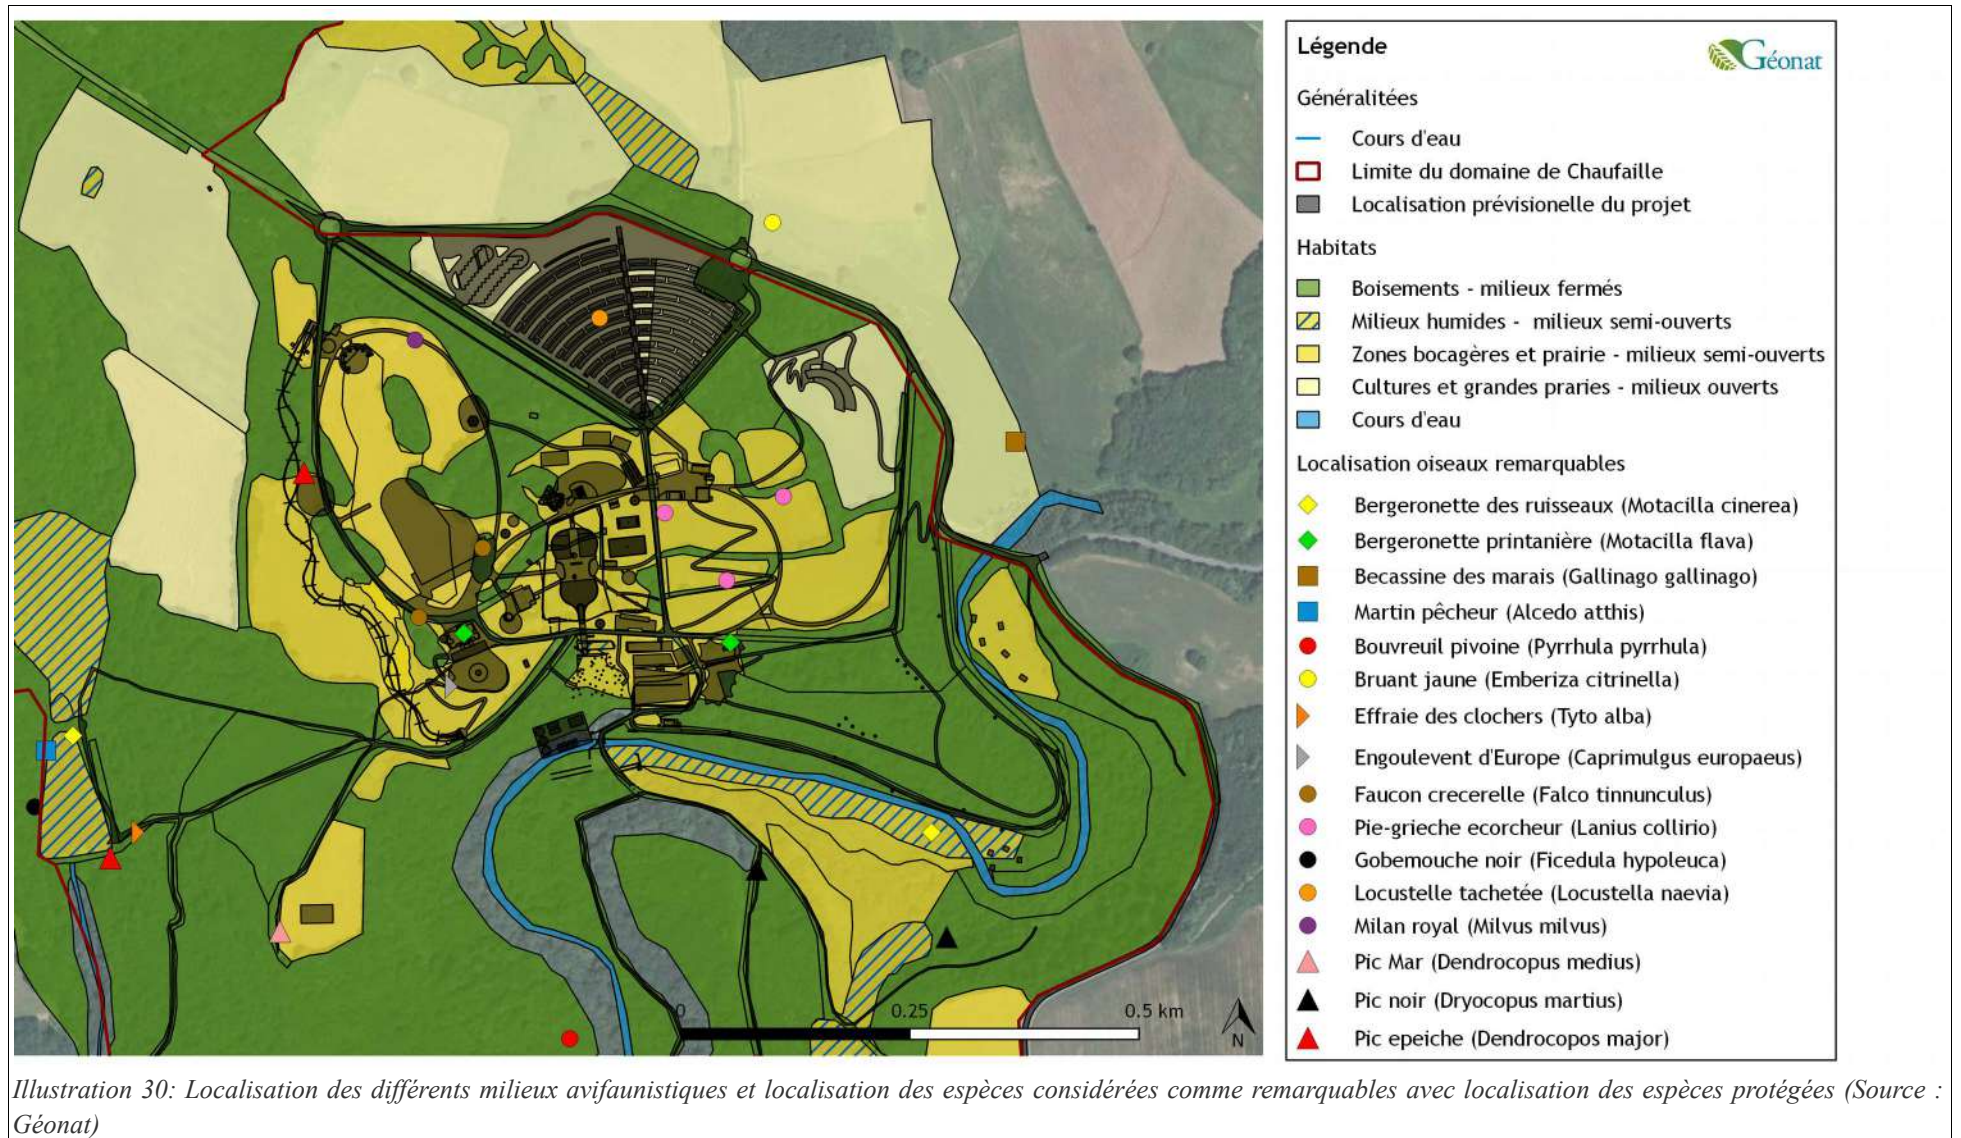 Légende
Géonat
Généralitées
Cours d'eau
Limite du domaine de Chaufaille
Localisation prévisionelle du projet
Habitats
Boisements - milieux fermés
Milieux humides - milieux semi-ouverts
Zones bocagères et prairie - milieux semi-ouverts
Cultures et grandes praries - milieux ouverts
Cours d'eau
Localisation oiseaux remarquables
Bergeronette des ruisseaux (Motacilla cinerea)
Bergeronette printanière (Motacilla flava)
Becassine des marais (Gallinago gallinago)
Martin pêcheur (Alcedo atthis)
Bouvreuil pivoine (Pyrrhula pyrrhula)
Bruant jaune (Emberiza citrinella)
Effraie des clochers (Tyto alba)
Engoulevent d'Europe (Caprimulgus europaeus)
Faucon crecerelle (Falco tinnunculus)
Pie-grieche ecorcheur (Lanius collirio)
Gobemouche noir (Ficedula hypoleuca)
Locustelle tachetée (Locustella naevia)
Milan royal (Milvus milvus)
Pic Mar (Dendrocopus medius)
Pic noir (Dryocopus martius)
Pic epeiche (Dendrocopos major)
0 0.25 0.5 km
N
Illustration 30: Localisation des différents milieux avifaunistiques et localisation des espèces considérées comme remarquables avec localisation des espèces protégées (Source :
Géonat)